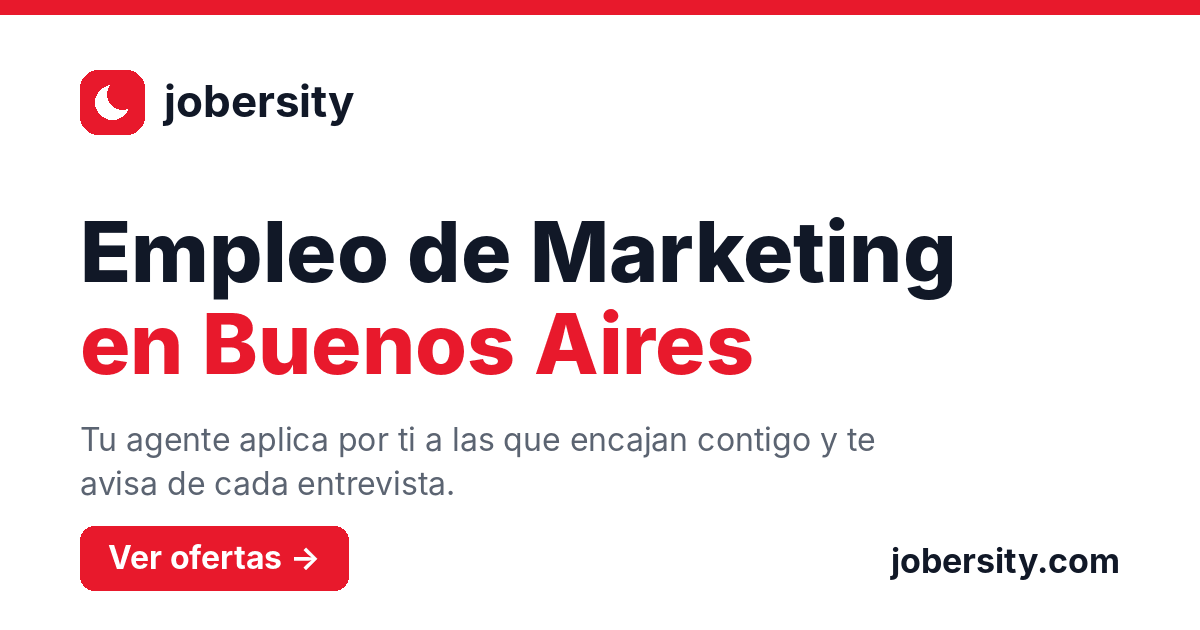 jobersity
Empleo de Marketing
en Buenos Aires
Tu agente aplica por ti a las que encajan contigo y te
avisa de cada entrevista.
Ver ofertas →
jobersity.com